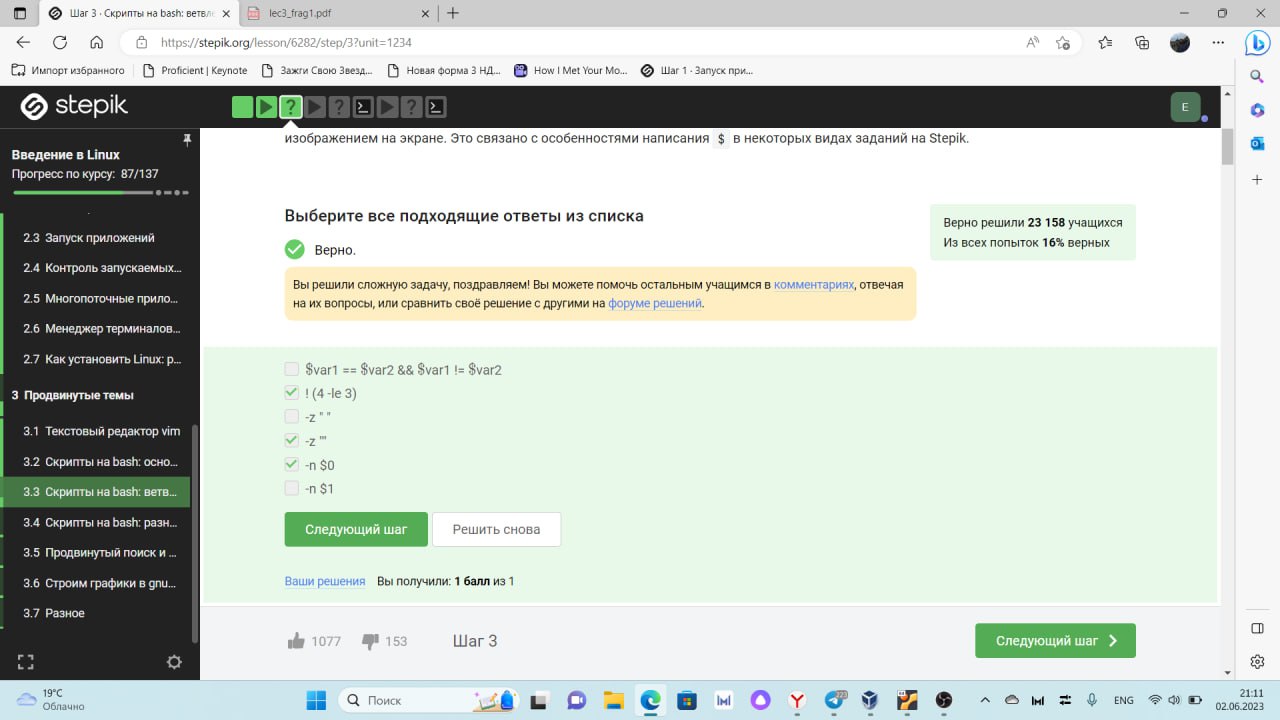 Шаг 3 · Скрипты на bash: ветвле
lec3_frag1.pdf
https://stepik.org/lesson/6282/step/3?unit=1234
Импорт избранного
Proficient | Keynote
Зажги Свою Звезд...
Новая форма 3 НД...
How I Met Your Mo...
Шаг 1 · Запуск при...
stepik
E
Введение в Linux
Прогресс по курсу: 87/137
2.3 Запуск приложений
2.4 Контроль запускаемых...
2.5 Многопоточные прило...
2.6 Менеджер терминалов...
2.7 Как установить Linux: р...
3 Продвинутые темы
3.1 Текстовый редактор vim
3.2 Скрипты на bash: осно...
3.3 Скрипты на bash: ветв...
3.4 Скрипты на bash: разн...
3.5 Продвинутый поиск и ...
3.6 Строим графики в gnu...
3.7 Разное
изображением на экране. Это связано с особенностями написания $ в некоторых видах заданий на Stepik.
Выберите все подходящие ответы из списка
Верно.
Верно решили 23 158 учащихся
Из всех попыток 16% верных
Вы решили сложную задачу, поздравляем! Вы можете помочь остальным учащимся в комментариях, отвечая
на их вопросы, или сравнить своё решение с другими на форуме решений.
$var1 == $var2 && $var1 != $var2
! (4 -le 3)
-z " "
-z ""
-n $0
-n $1
Следующий шаг
Решить снова
Ваши решения Вы получили: 1 балл из 1
1077
153
Шаг 3
Следующий шаг
19°C
Облачно
Поиск
ENG
21:11
02.06.2023